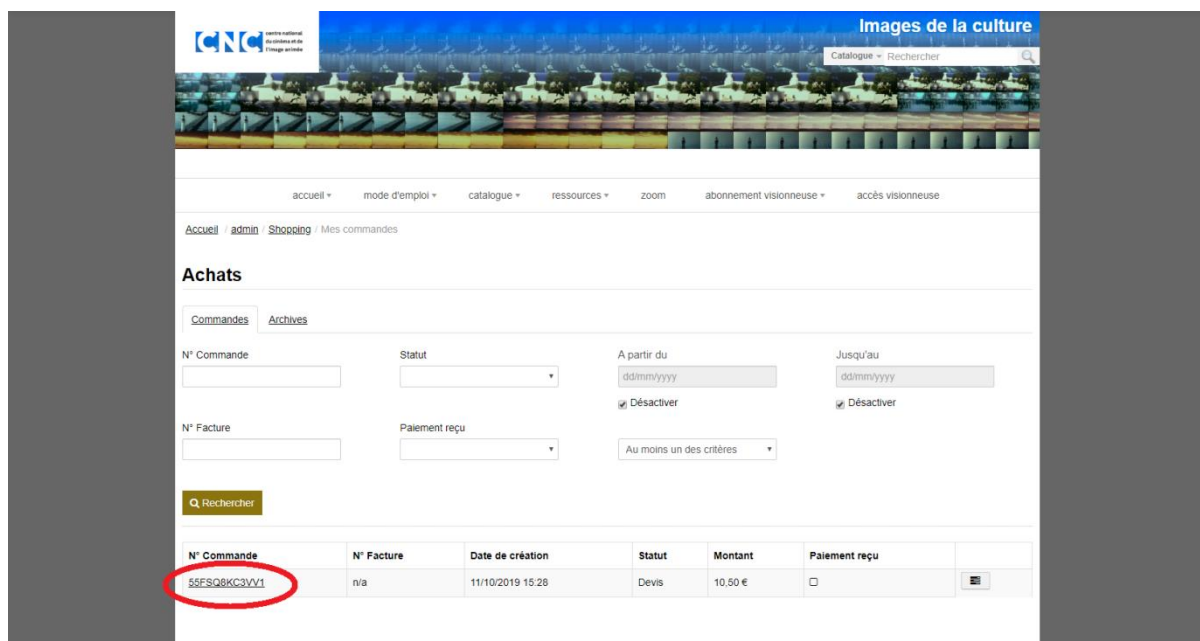 CNC
centre national
du cinéma et de
l'image animée
Images de la culture
Catalogue Rechercher
accueil mode d'emploi catalogue ressources zoom abonnement visionneuse accès visionneuse
Accueil / admin / Shopping / Mes commandes
Achats
Commandes Archives
N° Commande Statut A partir du Jusqu'au
dd/mm/yyyy dd/mm/yyyy
Désactiver Désactiver
N° Facture Paiement reçu
Au moins un des critères
Rechercher
N° Commande N° Facture Date de création Statut Montant Paiement reçu
55FSQ8KC3VV1 n/a 11/10/2019 15:28 Devis 10,50 €